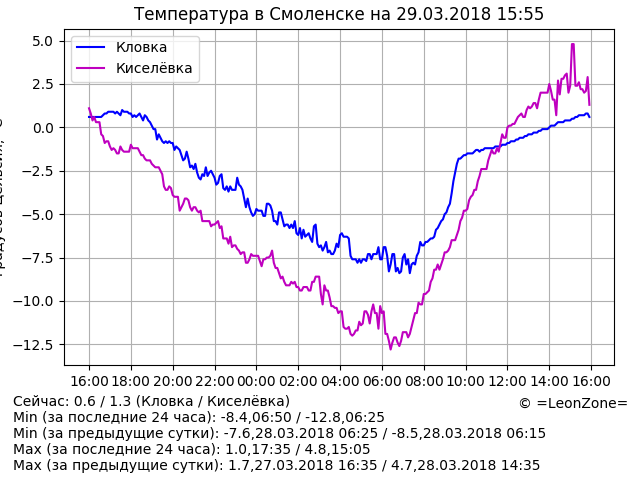 Температура в Смоленске на 29.03.2018 15:55
Кловка
Киселёвка
5.0
2.5
0.0
−2.5
−5.0
−7.5
−10.0
−12.5
16:00 18:00 20:00 22:00 00:00 02:00 04:00 06:00 08:00 10:00 12:00 14:00 16:00
Сейчас: 0.6 / 1.3 (Кловка / Киселёвка)
© =LeonZone=
Min (за последние 24 часа): -8.4,06:50 / -12.8,06:25
Min (за предыдущие сутки): -7.6,28.03.2018 06:25 / -8.5,28.03.2018 06:15
Max (за последние 24 часа): 1.0,17:35 / 4.8,15:05
Max (за предыдущие сутки): 1.7,27.03.2018 16:35 / 4.7,28.03.2018 14:35